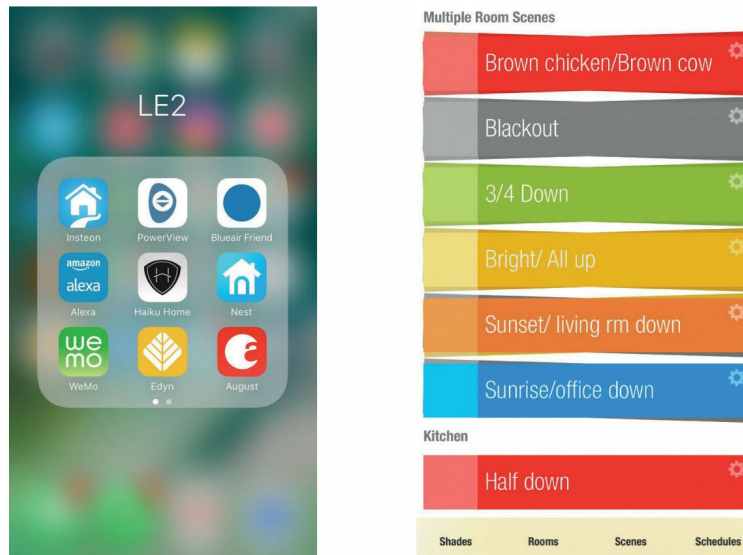 LE2
Insteon
PowerView
Blueair Friend
amazon
alexa
Alexa
H
Haiku Home
Nest
we
mo
WeMo
Edyn
August
Multiple Room Scenes
Brown chicken/Brown cow
Blackout
3/4 Down
Bright/ All up
Sunset/ living rm down
Sunrise/office down
Kitchen
Half down
Shades
Rooms
Scenes
Schedules